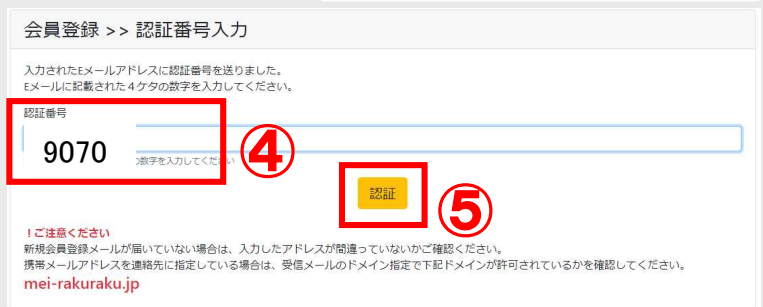 会員登録 >> 認証番号入力
入力されたEメールアドレスに認証番号を送りました。
Eメールに記載された４ケタの数字を入力してください。
認証番号
9070
の数字を入力してください
④
認証
⑤
! ご注意ください
新規会員登録メールが届いていない場合は、入力したアドレスが間違っていないかご確認ください。
携帯メールアドレスを連絡先に指定している場合は、受信メールのドメイン指定で下記ドメインが許可されているかを確認してください。
mei-rakuraku.jp